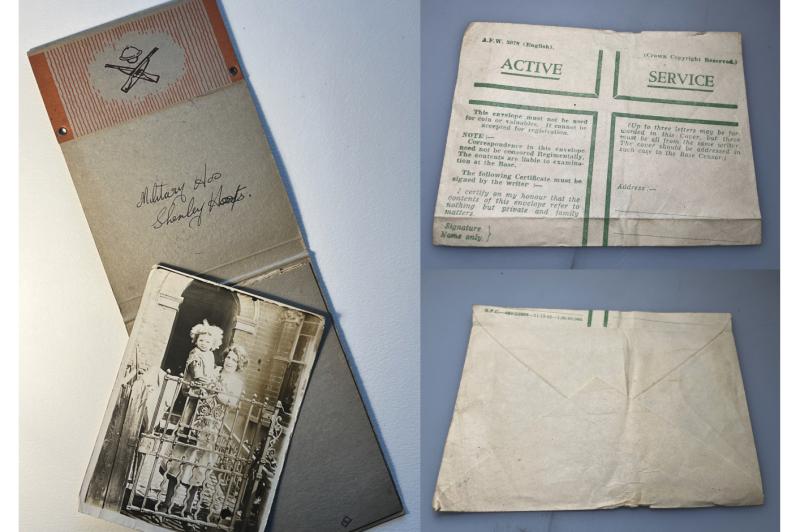 Military Hos
Shenley Herts.
A.F.W. 3078 (English).
(Crown Copyright Reserved.)
ACTIVE
SERVICE
This envelope must not be used
for coin or valuables. It cannot be
accepted for registration.
NOTE :—
Correspondence in this envelope
need not be censored Regimentally.
The contents are liable to examina-
tion at the Base.
The following Certificate must be
signed by the writer :—
I certify on my honour that the
contents of this envelope refer to
nothing but private and family
matters.
Signature }
Name only.
[Up to three letters may be for-
warded in this Cover, but these
must be all from the same writer.
The cover should be addressed in
such case to the Base Censor.]
Address :—